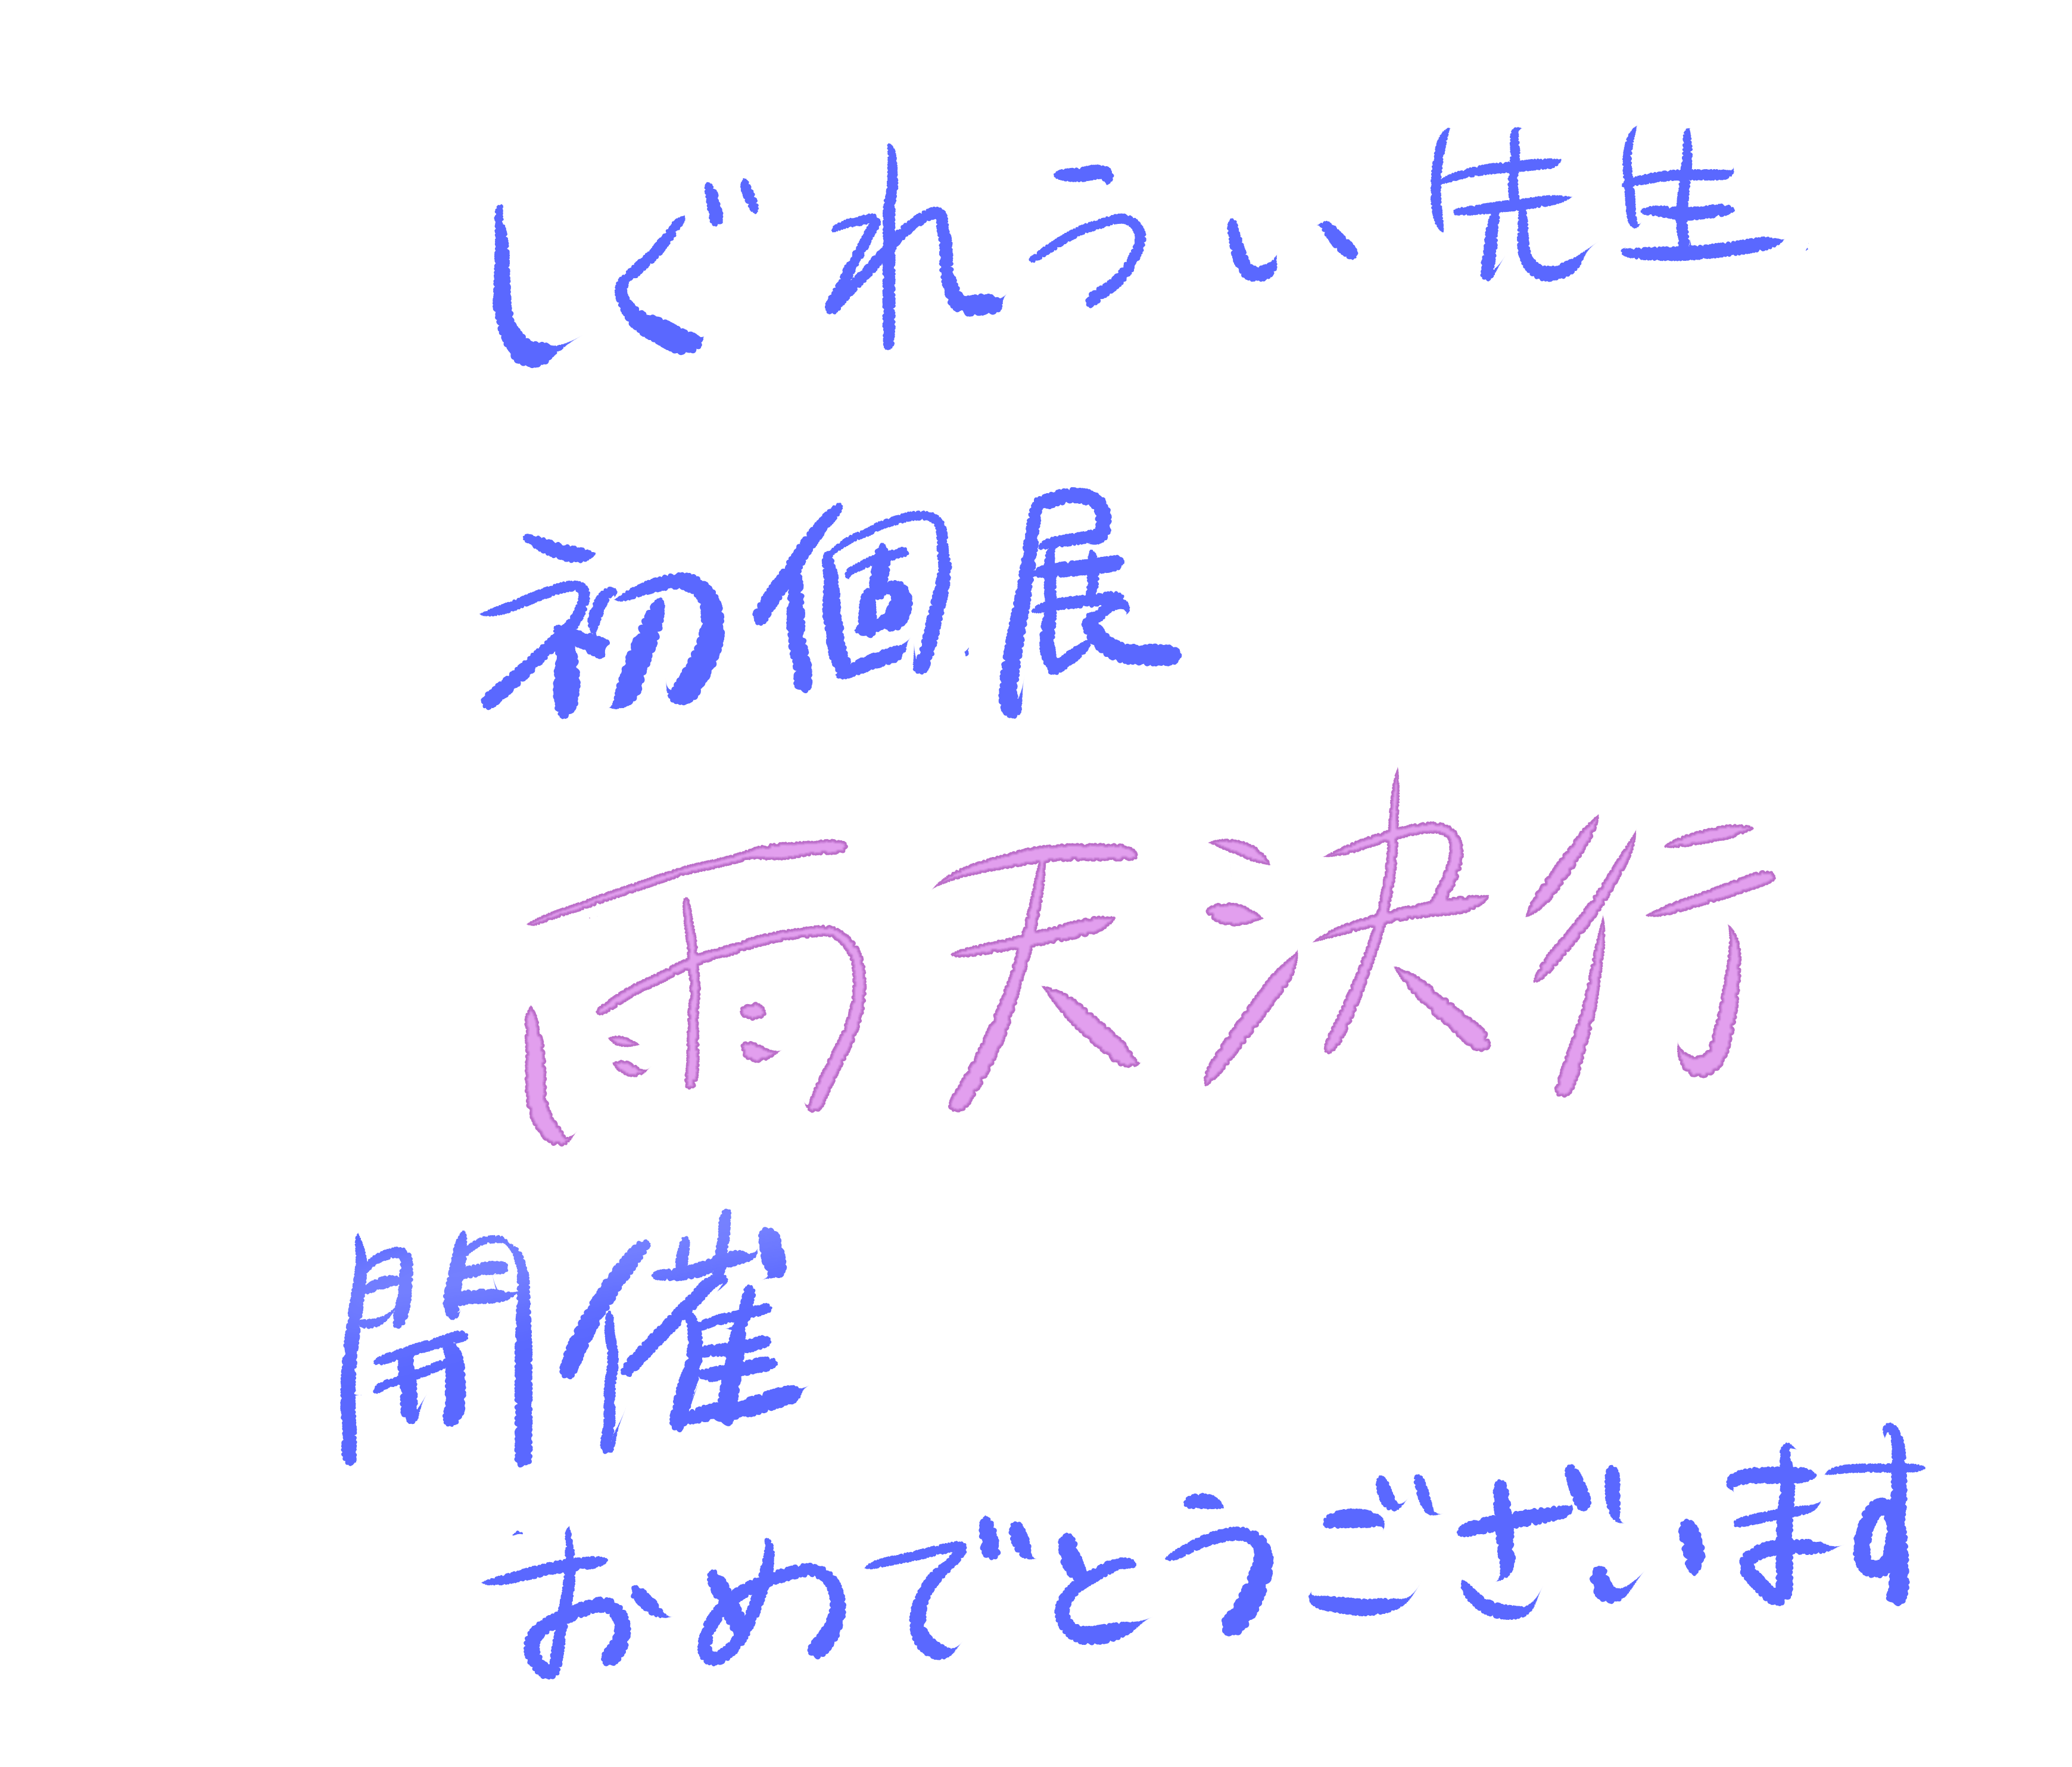 しぐれうい先生
初個展
雨天決行
開催
おめでとうございます